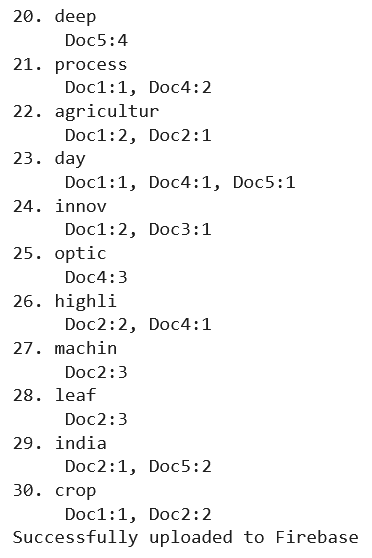 20. deep
Doc5:4
21. process
Doc1:1, Doc4:2
22. agricultur
Doc1:2, Doc2:1
23. day
Doc1:1, Doc4:1, Doc5:1
24. innov
Doc1:2, Doc3:1
25. optic
Doc4:3
26. highli
Doc2:2, Doc4:1
27. machin
Doc2:3
28. leaf
Doc2:3
29. india
Doc2:1, Doc5:2
30. crop
Doc1:1, Doc2:2
Successfully uploaded to Firebase